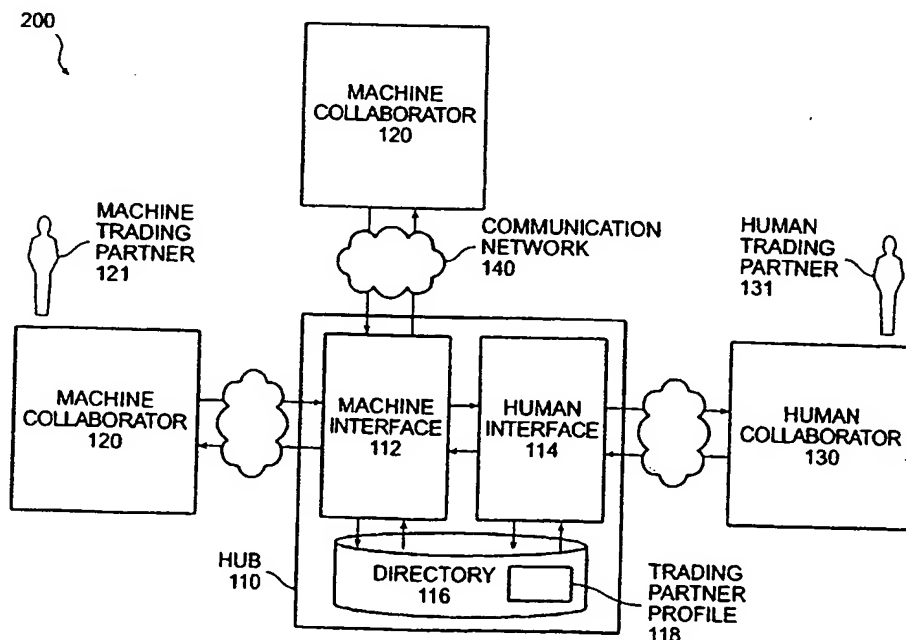 200
MACHINE
COLLABORATOR
120
MACHINE
TRADING
PARTNER
121
COMMUNICATION
NETWORK
140
HUMAN
TRADING
PARTNER
131
MACHINE
COLLABORATOR
120
MACHINE
INTERFACE
112
HUMAN
INTERFACE
114
HUMAN
COLLABORATOR
130
HUB
110
DIRECTORY
116
TRADING
PARTNER
PROFILE
118